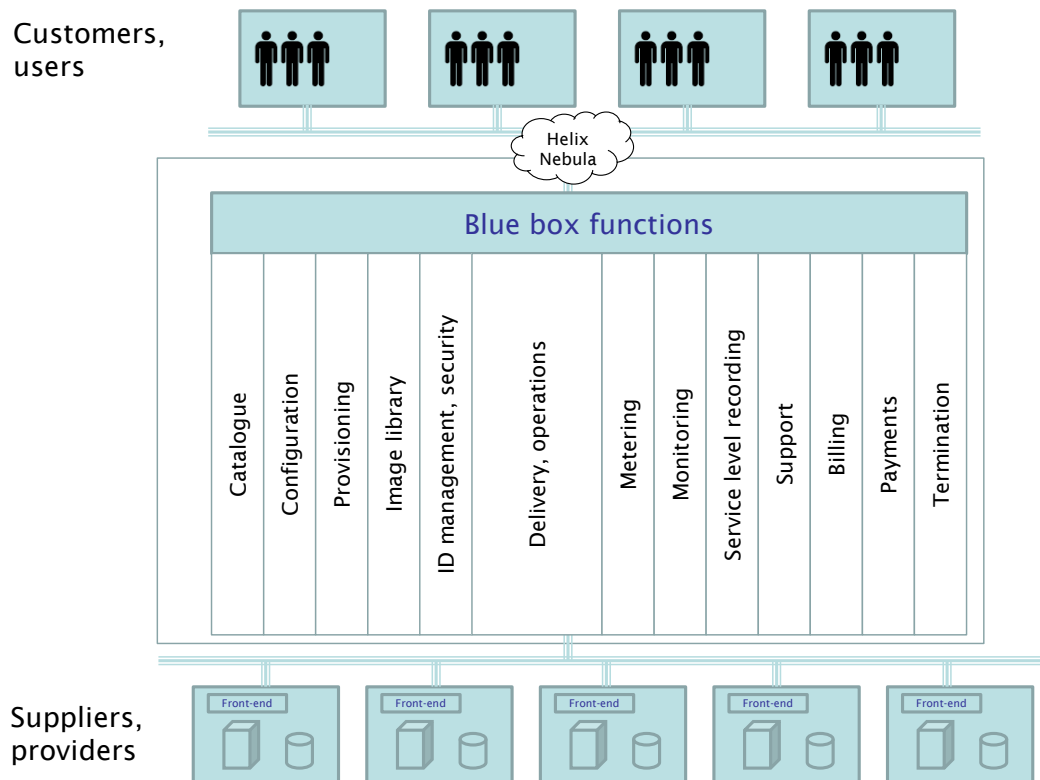 Customers,
users
Helix
Nebula
Blue box functions
Catalogue
Configuration
Provisioning
Image library
ID management, security
Delivery, operations
Metering
Monitoring
Service level recording
Support
Billing
Payments
Termination
Suppliers,
providers
Front-end
Front-end
Front-end
Front-end
Front-end